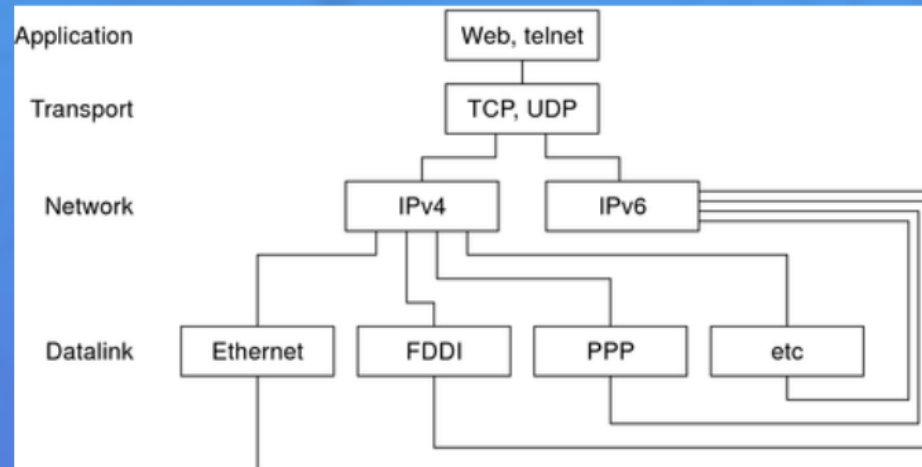 Application
Web, telnet
Transport
TCP, UDP
Network
IPv4
IPv6
Datalink
Ethernet
FDDI
PPP
etc